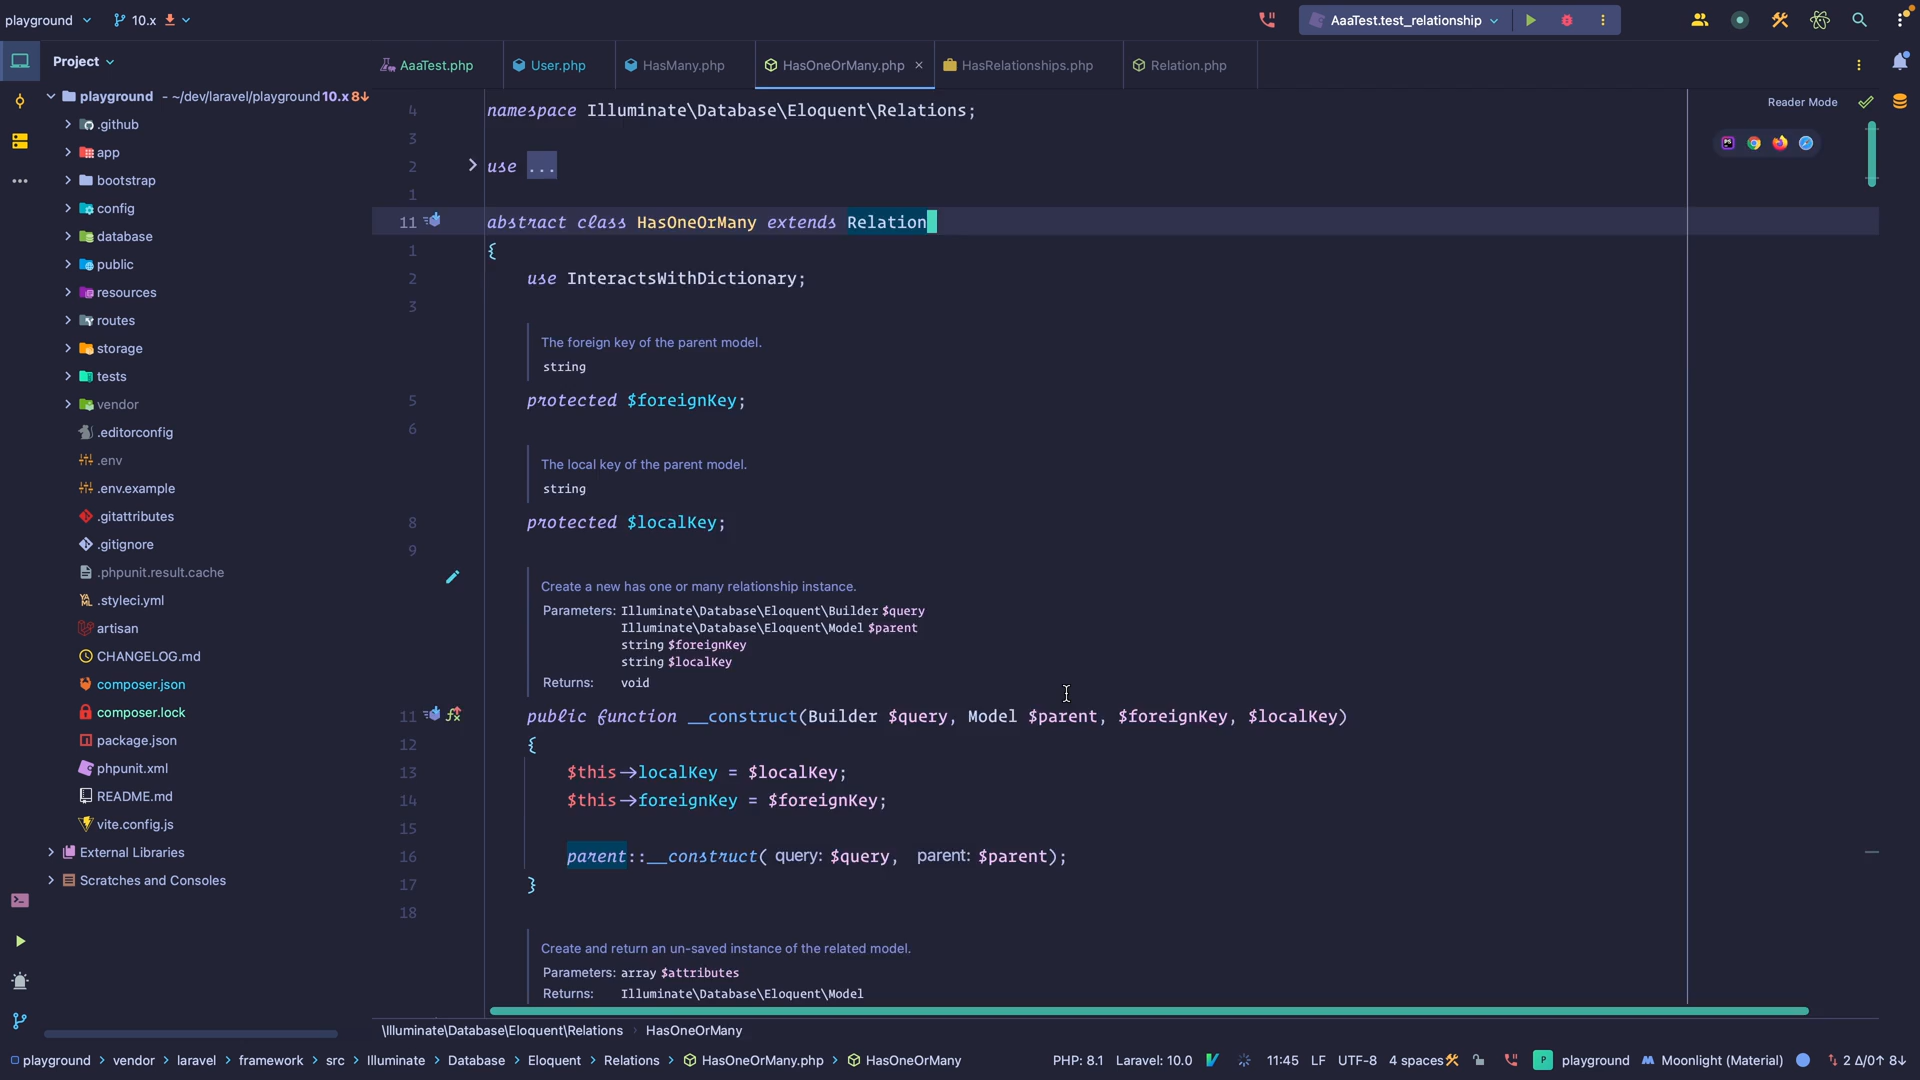 playground
10.x
AaaTest.test_relationship
Project
AaaTest.php
User.php
HasMany.php
HasOneOrMany.php
HasRelationships.php
Relation.php
playground - ~/dev/laravel/playground 10.x 8↓
.github
app
bootstrap
config
database
public
resources
routes
storage
tests
vendor
.editorconfig
.env
.env.example
.gitattributes
.gitignore
.phpunit.result.cache
.styleci.yml
artisan
CHANGELOG.md
composer.json
composer.lock
package.json
phpunit.xml
README.md
vite.config.js
External Libraries
Scratches and Consoles
Reader Mode
4 namespace Illuminate\Database\Eloquent\Relations;
3
2 use ...
1
11 abstract class HasOneOrMany extends Relation
1 {
2 use InteractsWithDictionary;
3
The foreign key of the parent model.
string
5 protected $foreignKey;
6
The local key of the parent model.
string
8 protected $localKey;
9
Create a new has one or many relationship instance.
Parameters: Illuminate\Database\Eloquent\Builder $query
Illuminate\Database\Eloquent\Model $parent
string $foreignKey
string $localKey
Returns: void
11 public function __construct(Builder $query, Model $parent, $foreignKey, $localKey)
12 {
13 $this→localKey = $localKey;
14 $this→foreignKey = $foreignKey;
15
16 parent::__construct( query: $query, parent: $parent);
17 }
18
Create and return an un-saved instance of the related model.
Parameters: array $attributes
Returns: Illuminate\Database\Eloquent\Model
\Illuminate\Database\Eloquent\Relations › HasOneOrMany
playground › vendor › laravel › framework › src › Illuminate › Database › Eloquent › Relations › HasOneOrMany.php › HasOneOrMany
PHP: 8.1 Laravel: 10.0 11:45 LF UTF-8 4 spaces P playground Moonlight (Material) 2 Δ/0↑ 8↓